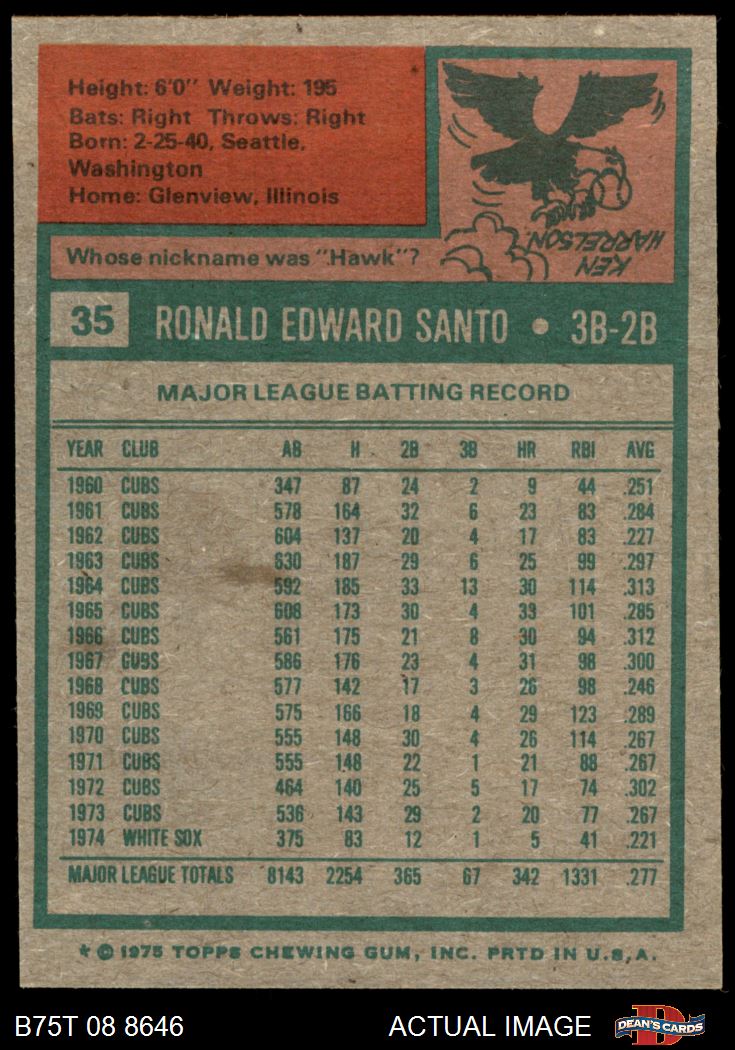 Height: 6'0" Weight: 195
Bats: Right Throws: Right
Born: 2-25-40, Seattle,
Washington
Home: Glenview, Illinois
Whose nickname was "Hawk"?
KEN
HARRELSON
35 RONALD EDWARD SANTO • 3B-2B
MAJOR LEAGUE BATTING RECORD
YEAR CLUB AB H 2B 3B HR RBI AVG
1960 CUBS 347 87 24 2 9 44 .251
1961 CUBS 578 164 32 6 23 83 .284
1962 CUBS 604 137 20 4 17 83 .227
1963 CUBS 630 187 29 6 25 99 .297
1964 CUBS 592 185 33 13 30 114 .313
1965 CUBS 608 173 30 4 33 101 .285
1966 CUBS 561 175 21 8 30 94 .312
1967 CUBS 586 176 23 4 31 98 .300
1968 CUBS 577 142 17 3 26 98 .246
1969 CUBS 575 166 18 4 29 123 .289
1970 CUBS 555 148 30 4 26 114 .267
1971 CUBS 555 148 22 1 21 88 .267
1972 CUBS 464 140 25 5 17 74 .302
1973 CUBS 536 143 29 2 20 77 .267
1974 WHITE SOX 375 83 12 1 5 41 .221
MAJOR LEAGUE TOTALS 8143 2254 365 67 342 1331 .277
★ © 1975 TOPPS CHEWING GUM, INC. PRTD IN U.S.A.
B75T 08 8646 ACTUAL IMAGE DEAN'S CARDS